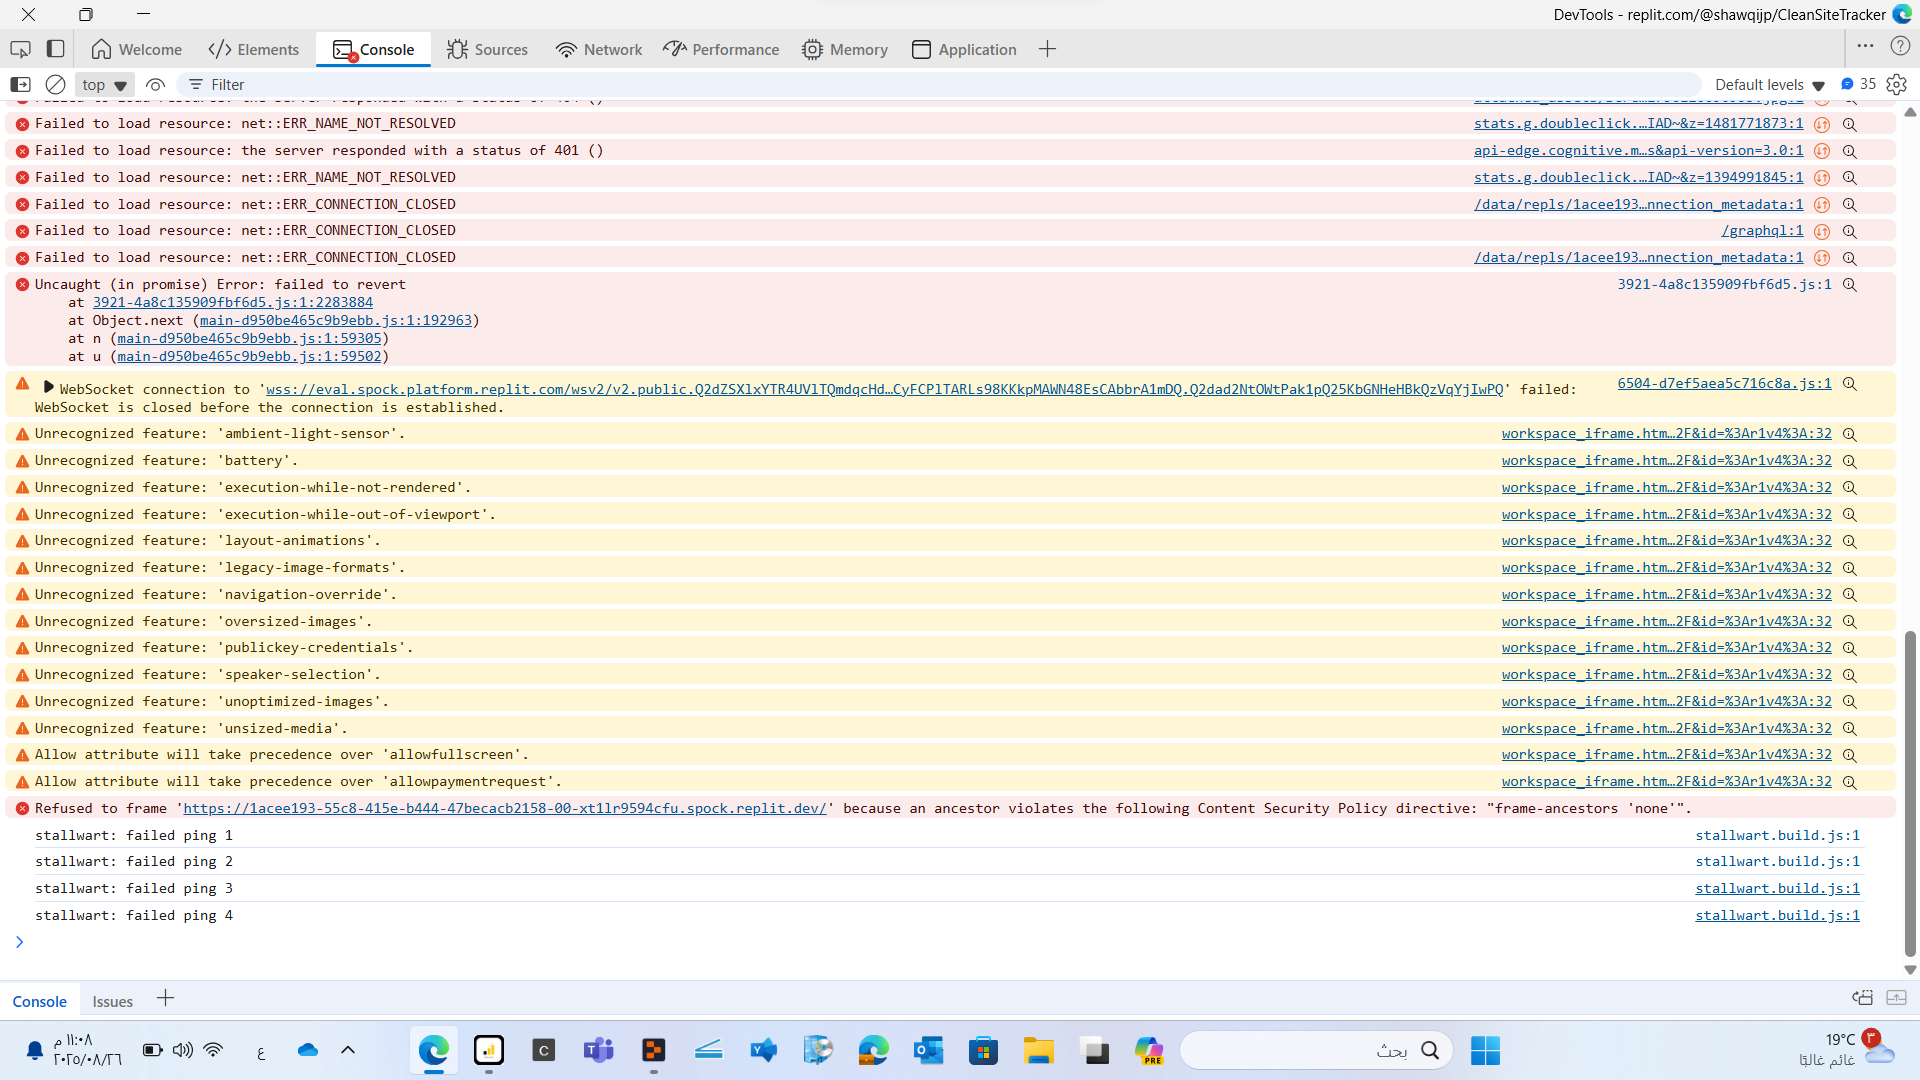 DevTools - replit.com/@shawqijp/CleanSiteTracker
Welcome
Elements
Console
Sources
Network
Performance
Memory
Application
top
Filter
Default levels
35
Failed to load resource: the server responded with a status of 404 ()
Failed to load resource: net::ERR_NAME_NOT_RESOLVED stats.g.doubleclick.…IAD~&z=1481771873:1
Failed to load resource: the server responded with a status of 401 () api-edge.cognitive.m…s&api-version=3.0:1
Failed to load resource: net::ERR_NAME_NOT_RESOLVED stats.g.doubleclick.…IAD~&z=1394991845:1
Failed to load resource: net::ERR_CONNECTION_CLOSED /data/repls/1acee193…nnection_metadata:1
Failed to load resource: net::ERR_CONNECTION_CLOSED /graphql:1
Failed to load resource: net::ERR_CONNECTION_CLOSED /data/repls/1acee193…nnection_metadata:1
Uncaught (in promise) Error: failed to revert 3921-4a8c135909fbf6d5.js:1
at 3921-4a8c135909fbf6d5.js:1:2283884
at Object.next (main-d950be465c9b9ebb.js:1:192963)
at n (main-d950be465c9b9ebb.js:1:59305)
at u (main-d950be465c9b9ebb.js:1:59502)
WebSocket connection to 'wss://eval.spock.platform.replit.com/wsv2/v2.public.Q2dZSXlxYTR4UVlTQmdqcHd…CyFCPlTARLs98KKkpMAWN48EsCAbbrA1mDQ.Q2dad2NtOWtPak1pQ25KbGNHeHBkQzVqYjIwPQ' failed: 6504-d7ef5aea5c716c8a.js:1
WebSocket is closed before the connection is established.
Unrecognized feature: 'ambient-light-sensor'. workspace_iframe.htm…2F&id=%3Ar1v4%3A:32
Unrecognized feature: 'battery'. workspace_iframe.htm…2F&id=%3Ar1v4%3A:32
Unrecognized feature: 'execution-while-not-rendered'. workspace_iframe.htm…2F&id=%3Ar1v4%3A:32
Unrecognized feature: 'execution-while-out-of-viewport'. workspace_iframe.htm…2F&id=%3Ar1v4%3A:32
Unrecognized feature: 'layout-animations'. workspace_iframe.htm…2F&id=%3Ar1v4%3A:32
Unrecognized feature: 'legacy-image-formats'. workspace_iframe.htm…2F&id=%3Ar1v4%3A:32
Unrecognized feature: 'navigation-override'. workspace_iframe.htm…2F&id=%3Ar1v4%3A:32
Unrecognized feature: 'oversized-images'. workspace_iframe.htm…2F&id=%3Ar1v4%3A:32
Unrecognized feature: 'publickey-credentials'. workspace_iframe.htm…2F&id=%3Ar1v4%3A:32
Unrecognized feature: 'speaker-selection'. workspace_iframe.htm…2F&id=%3Ar1v4%3A:32
Unrecognized feature: 'unoptimized-images'. workspace_iframe.htm…2F&id=%3Ar1v4%3A:32
Unrecognized feature: 'unsized-media'. workspace_iframe.htm…2F&id=%3Ar1v4%3A:32
Allow attribute will take precedence over 'allowfullscreen'. workspace_iframe.htm…2F&id=%3Ar1v4%3A:32
Allow attribute will take precedence over 'allowpaymentrequest'. workspace_iframe.htm…2F&id=%3Ar1v4%3A:32
Refused to frame 'https://1acee193-55c8-415e-b444-47becacb2158-00-xt1lr9594cfu.spock.replit.dev/' because an ancestor violates the following Content Security Policy directive: "frame-ancestors 'none'".
stallwart: failed ping 1 stallwart.build.js:1
stallwart: failed ping 2 stallwart.build.js:1
stallwart: failed ping 3 stallwart.build.js:1
stallwart: failed ping 4 stallwart.build.js:1
Console
Issues
١١:٠٨ م
٢٠٢٥/٠٨/٢٦
ع
C
PRE
بحث
19°C
غائم غالبًا
٣